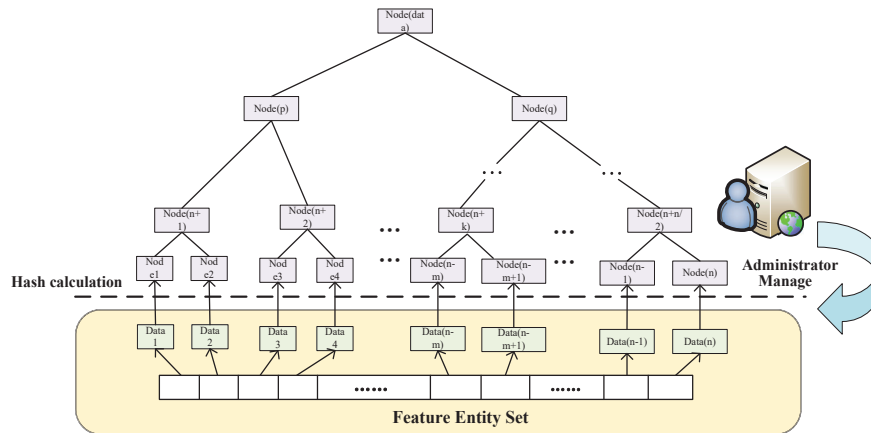 Node(dat
a)
Node(p)
Node(q)
...
...
Node(n+
1)
Node(n+
2)
...
Node(n+
k)
...
Node(n+n/
2)
Nod
e1
Nod
e2
Nod
e3
Nod
e4
...
Node(n-
m)
Node(n-
m+1)
...
Node(n-
1)
Node(n)
Administrator
Manage
Hash calculation
Data
1
Data
2
Data
3
Data
4
Data(n-
m)
Data(n-
m+1)
Data(n-1)
Data(n)
......
......
Feature Entity Set